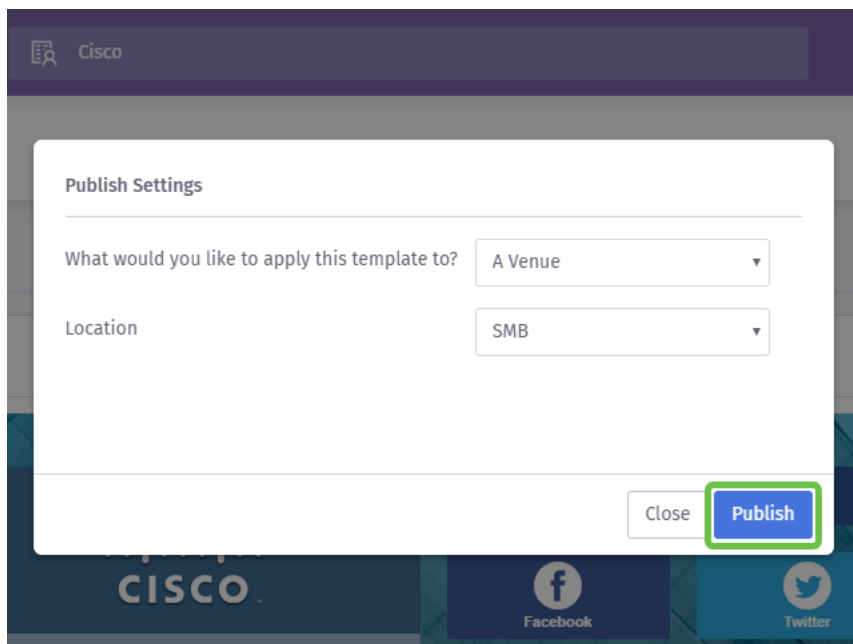 Cisco
Publish Settings
What would you like to apply this template to? A Venue
Location SMB
Close Publish
CISCO
Facebook Twitter